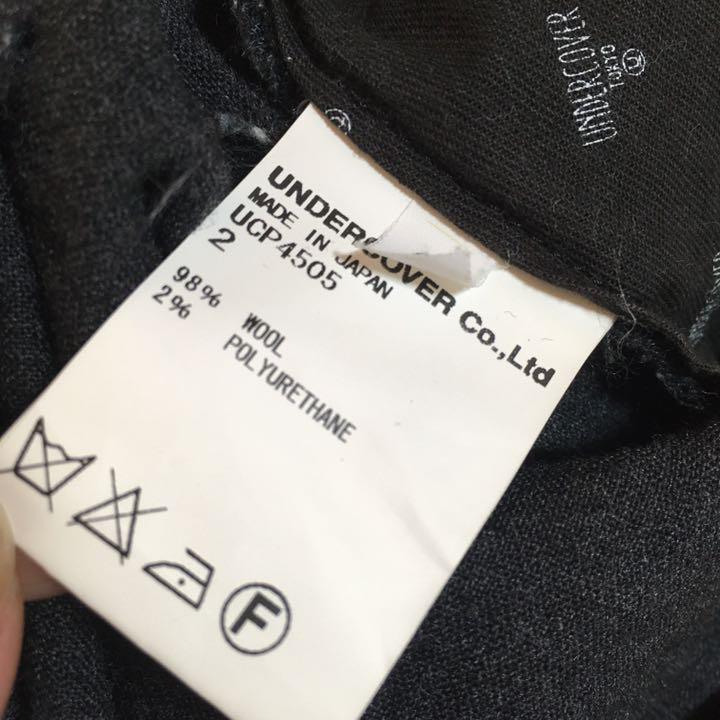 UNDERCOVER
TOKYO
UNDERCOVER Co.,Ltd
MADE IN JAPAN
UCP4505
2
98% WOOL
2% POLYURETHANE
F